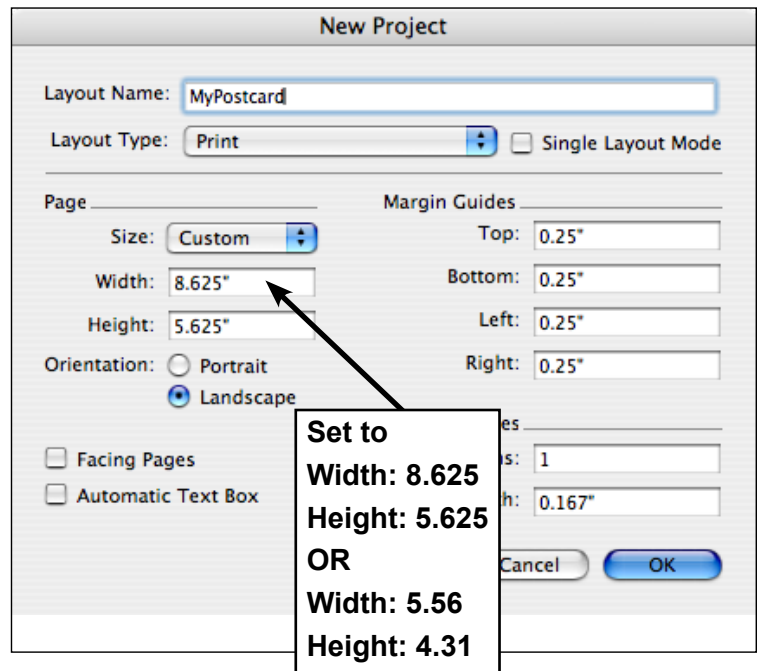 New Project
Layout Name: MyPostcard
Layout Type: Print Single Layout Mode
Page Margin Guides
Size: Custom Top: 0.25"
Width: 8.625" Bottom: 0.25"
Height: 5.625" Left: 0.25"
Orientation: Portrait Right: 0.25"
Landscape
Facing Pages 1
Automatic Text Box 0.167"
Cancel OK
Set to
Width: 8.625
Height: 5.625
OR
Width: 5.56
Height: 4.31